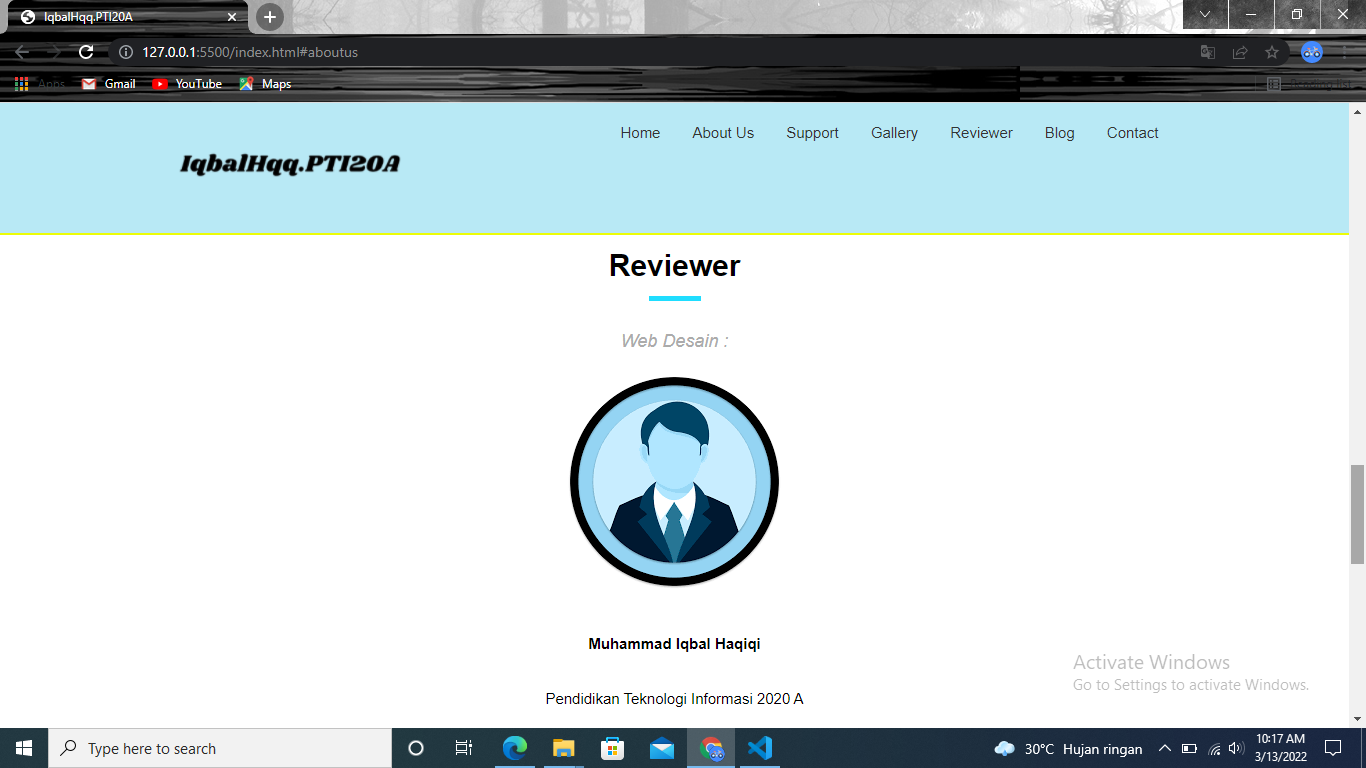 IqbalHqq.PTI20A
127.0.0.1:5500/index.html#aboutus
Apps Gmail YouTube Maps Reading list
Home About Us Support Gallery Reviewer Blog Contact
IqbalHqq.PTI20A
Reviewer
Web Desain :
Muhammad Iqbal Haqiqi
Pendidikan Teknologi Informasi 2020 A
Activate Windows
Go to Settings to activate Windows.
Type here to search
30°C Hujan ringan
10:17 AM
3/13/2022